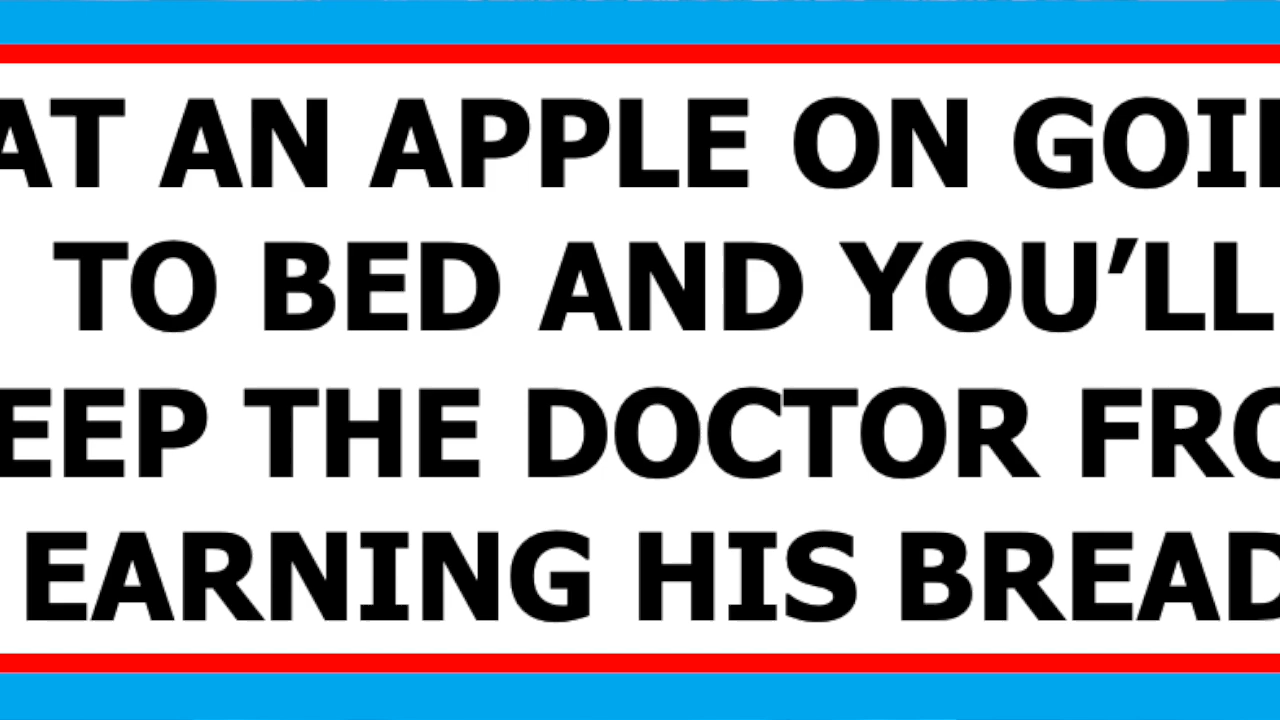 AT AN APPLE ON GOI
TO BED AND YOU’LL
EEP THE DOCTOR FRO
EARNING HIS BREAD